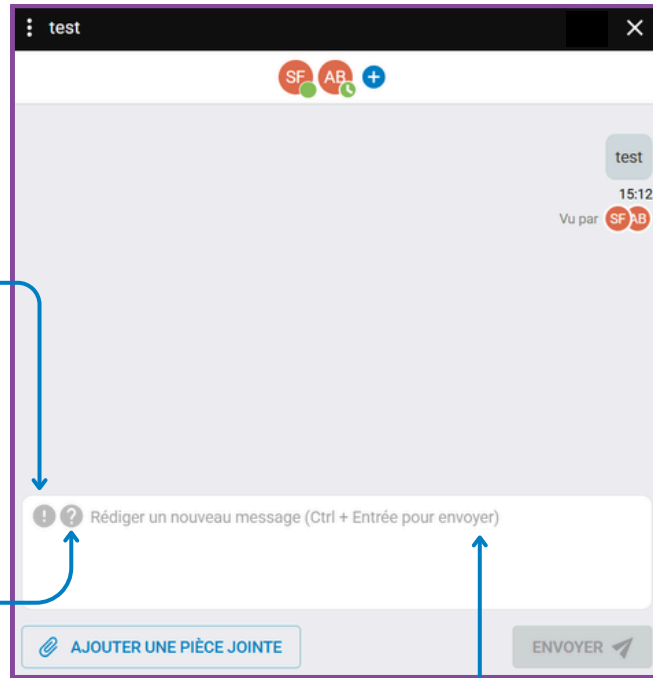 test
SF AB
test
15:12
Vu par SF AB
Rédiger un nouveau message (Ctrl + Entrée pour envoyer)
AJOUTER UNE PIÈCE JOINTE
ENVOYER